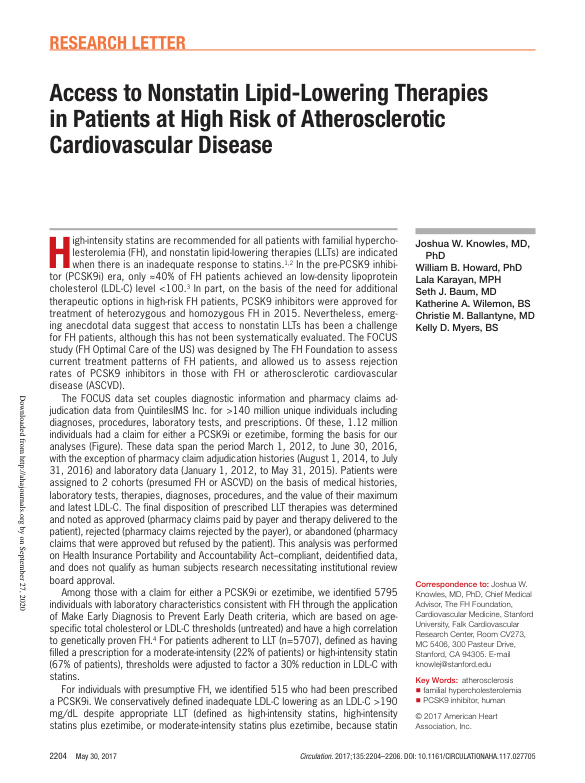 RESEARCH LETTER
Access to Nonstatin Lipid-Lowering Therapies
in Patients at High Risk of Atherosclerotic
Cardiovascular Disease
High-intensity statins are recommended for all patients with familial hypercho-
lesterolemia (FH), and nonstatin lipid-lowering therapies (LLTs) are indicated
when there is an inadequate response to statins.1,2 In the pre-PCSK9 inhibi-
tor (PCSK9i) era, only ≈40% of FH patients achieved an low-density lipoprotein
cholesterol (LDL-C) level <100.3 In part, on the basis of the need for additional
therapeutic options in high-risk FH patients, PCSK9 inhibitors were approved for
treatment of heterozygous and homozygous FH in 2015. Nevertheless, emerg-
ing anecdotal data suggest that access to nonstatin LLTs has been a challenge
for FH patients, although this has not been systematically evaluated. The FOCUS
study (FH Optimal Care of the US) was designed by The FH Foundation to assess
current treatment patterns of FH patients, and allowed us to assess rejection
rates of PCSK9 inhibitors in those with FH or atherosclerotic cardiovascular
disease (ASCVD).
The FOCUS data set couples diagnostic information and pharmacy claims ad-
judication data from QuintilesIMS Inc. for >140 million unique individuals including
diagnoses, procedures, laboratory tests, and prescriptions. Of these, 1.12 million
individuals had a claim for either a PCSK9i or ezetimibe, forming the basis for our
analyses (Figure). These data span the period March 1, 2012, to June 30, 2016,
with the exception of pharmacy claim adjudication histories (August 1, 2014, to July
31, 2016) and laboratory data (January 1, 2012, to May 31, 2015). Patients were
assigned to 2 cohorts (presumed FH or ASCVD) on the basis of medical histories,
laboratory tests, therapies, diagnoses, procedures, and the value of their maximum
and latest LDL-C. The final disposition of prescribed LLT therapies was determined
and noted as approved (pharmacy claims paid by payer and therapy delivered to the
patient), rejected (pharmacy claims rejected by the payer), or abandoned (pharmacy
claims that were approved but refused by the patient). This analysis was performed
on Health Insurance Portability and Accountability Act–compliant, deidentified data,
and does not qualify as human subjects research necessitating institutional review
board approval.
Among those with a claim for either a PCSK9i or ezetimibe, we identified 5795
individuals with laboratory characteristics consistent with FH through the application
of Make Early Diagnosis to Prevent Early Death criteria, which are based on age-
specific total cholesterol or LDL-C thresholds (untreated) and have a high correlation
to genetically proven FH.4 For patients adherent to LLT (n=5707), defined as having
filled a prescription for a moderate-intensity (22% of patients) or high-intensity statin
(67% of patients), thresholds were adjusted to factor a 30% reduction in LDL-C with
statins.
For individuals with presumptive FH, we identified 515 who had been prescribed
a PCSK9i. We conservatively defined inadequate LDL-C lowering as an LDL-C >190
mg/dL despite appropriate LLT (defined as high-intensity statins, high-intensity
statins plus ezetimibe, or moderate-intensity statins plus ezetimibe, because statin
Joshua W. Knowles, MD,
PhD
William B. Howard, PhD
Lala Karayan, MPH
Seth J. Baum, MD
Katherine A. Wilemon, BS
Christie M. Ballantyne, MD
Kelly D. Myers, BS
Correspondence to: Joshua W.
Knowles, MD, PhD, Chief Medical
Advisor, The FH Foundation,
Cardiovascular Medicine, Stanford
University, Falk Cardiovascular
Research Center, Room CV273,
MC 5406, 300 Pasteur Drive,
Stanford, CA 94305. E-mail
knowlej@stanford.edu
Key Words: atherosclerosis
■ familial hypercholesterolemia
■ PCSK9 inhibitor, human
© 2017 American Heart
Association, Inc.
Downloaded from http://ahajournals.org by on September 27, 2020
2204 May 30, 2017
Circulation. 2017;135:2204–2206. DOI: 10.1161/CIRCULATIONAHA.117.027705